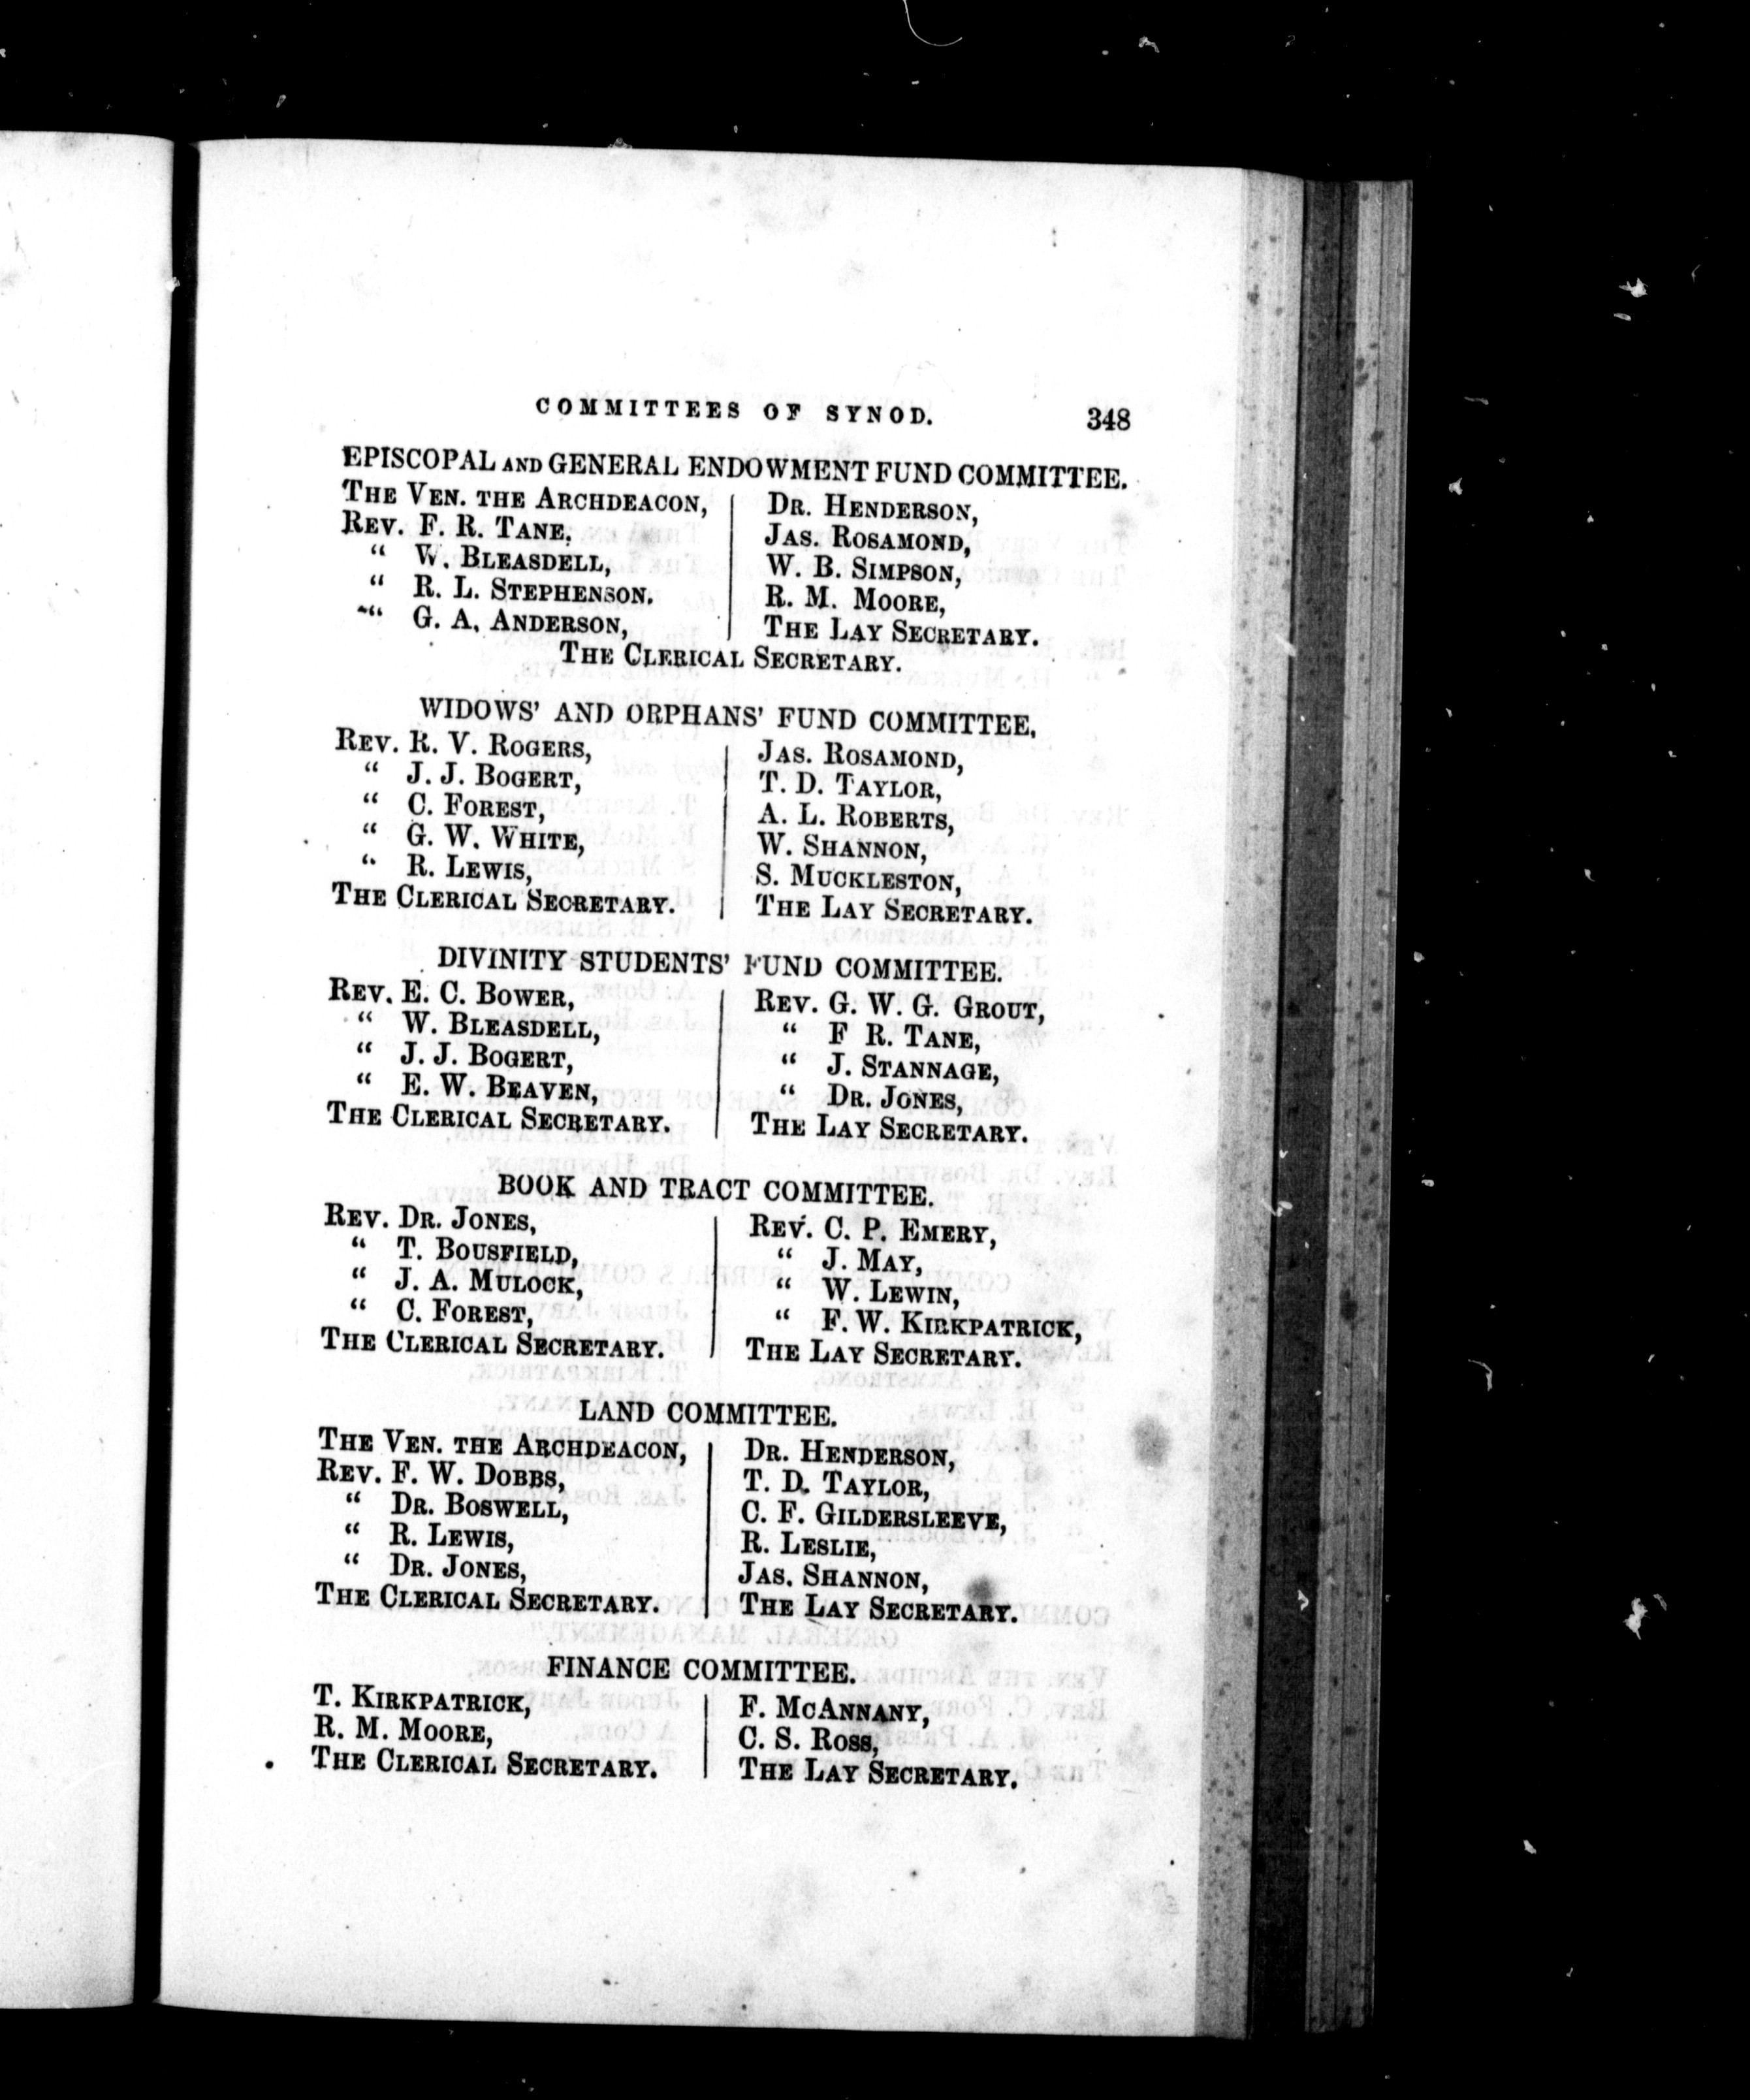 COMMITTEES OF SYNOD. 348
EPISCOPAL AND GENERAL ENDOWMENT FUND COMMITTEE.
THE VEN. THE ARCHDEACON,
REV. F. R. TANE,
“ W. BLEASDELL,
“ R. L. STEPHENSON.
“ G. A. ANDERSON,
DR. HENDERSON,
JAS. ROSAMOND,
W. B. SIMPSON,
R. M. MOORE,
THE LAY SECRETARY.
THE CLERICAL SECRETARY.
WIDOWS’ AND ORPHANS’ FUND COMMITTEE.
REV. R. V. ROGERS,
“ J. J. BOGERT,
“ C. FOREST,
“ G. W. WHITE,
“ R. LEWIS,
THE CLERICAL SECRETARY.
JAS. ROSAMOND,
T. D. TAYLOR,
A. L. ROBERTS,
W. SHANNON,
S. MUCKLESTON,
THE LAY SECRETARY.
DIVINITY STUDENTS’ FUND COMMITTEE.
REV. E. C. BOWER,
“ W. BLEASDELL,
“ J. J. BOGERT,
“ E. W. BEAVEN,
THE CLERICAL SECRETARY.
REV. G. W. G. GROUT,
“ F R. TANE,
“ J. STANNAGE,
“ DR. JONES,
THE LAY SECRETARY.
BOOK AND TRACT COMMITTEE.
REV. DR. JONES,
“ T. BOUSFIELD,
“ J. A. MULOCK,
“ C. FOREST,
THE CLERICAL SECRETARY.
REV. C. P. EMERY,
“ J. MAY,
“ W. LEWIN,
“ F. W. KIRKPATRICK,
THE LAY SECRETARY.
LAND COMMITTEE.
THE VEN. THE ARCHDEACON,
REV. F. W. DOBBS,
“ DR. BOSWELL,
“ R. LEWIS,
“ DR. JONES,
THE CLERICAL SECRETARY.
DR. HENDERSON,
T. D. TAYLOR,
C. F. GILDERSLEEVE,
R. LESLIE,
JAS. SHANNON,
THE LAY SECRETARY.
FINANCE COMMITTEE.
T. KIRKPATRICK,
R. M. MOORE,
THE CLERICAL SECRETARY.
F. MCANNANY,
C. S. ROSS,
THE LAY SECRETARY.